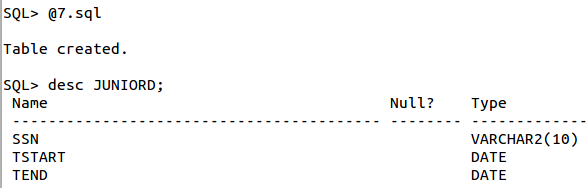 SQL> @7.sql
Table created.
SQL> desc JUNIORD;
Name Null? Type
----------------------------------------- -------- -------------
SSN VARCHAR2(10)
TSTART DATE
TEND DATE